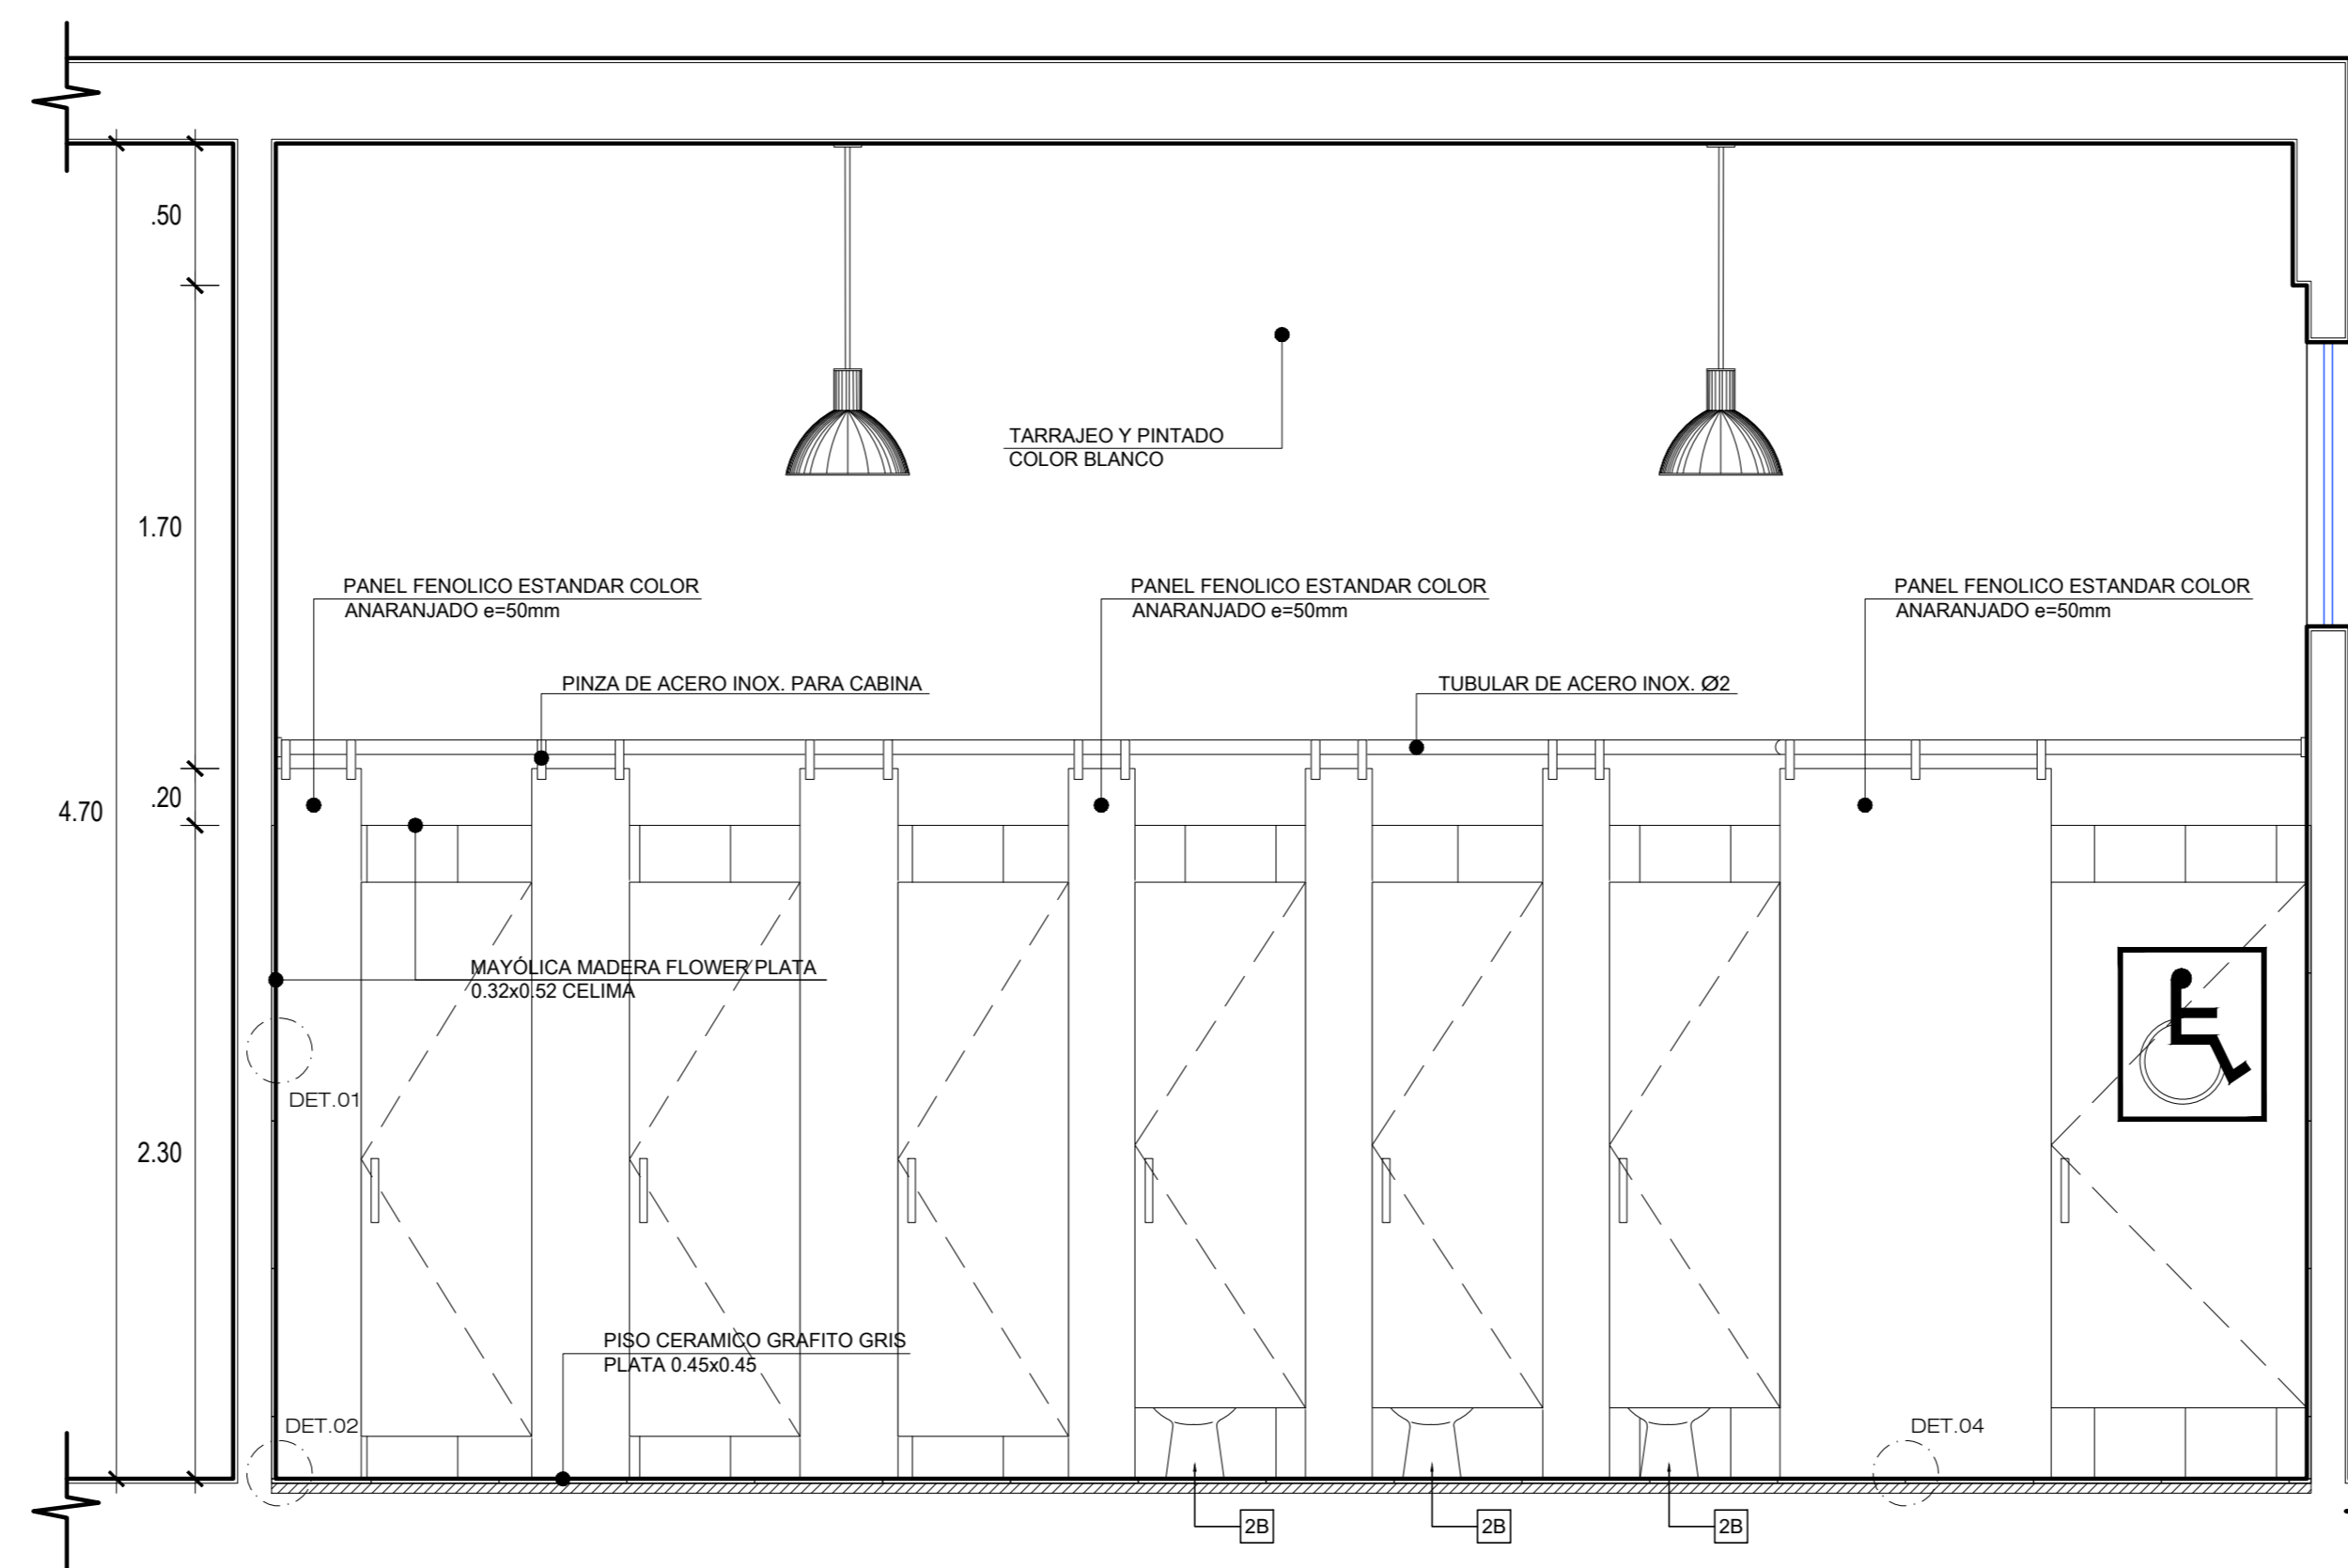 .50
TARRAJEO Y PINTADO
COLOR BLANCO
1.70
PANEL FENOLICO ESTANDAR COLOR
ANARANJADO e=50mm
PANEL FENOLICO ESTANDAR COLOR
ANARANJADO e=50mm
PANEL FENOLICO ESTANDAR COLOR
ANARANJADO e=50mm
PINZA DE ACERO INOX. PARA CABINA
TUBULAR DE ACERO INOX. Ø2
.20
4.70
MAYÓLICA MADERA FLOWER PLATA
0.32x0.52 CELIMA
DET.01
2.30
PISO CERAMICO GRAFITO GRIS
PLATA 0.45x0.45
DET.02
DET.04
2B
2B
2B